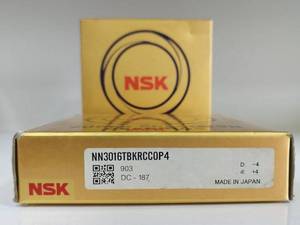 NSK
NN3016TBKRCC0P4
903
DC - 187
D: -4
d: +4
MADE IN JAPAN
NSK